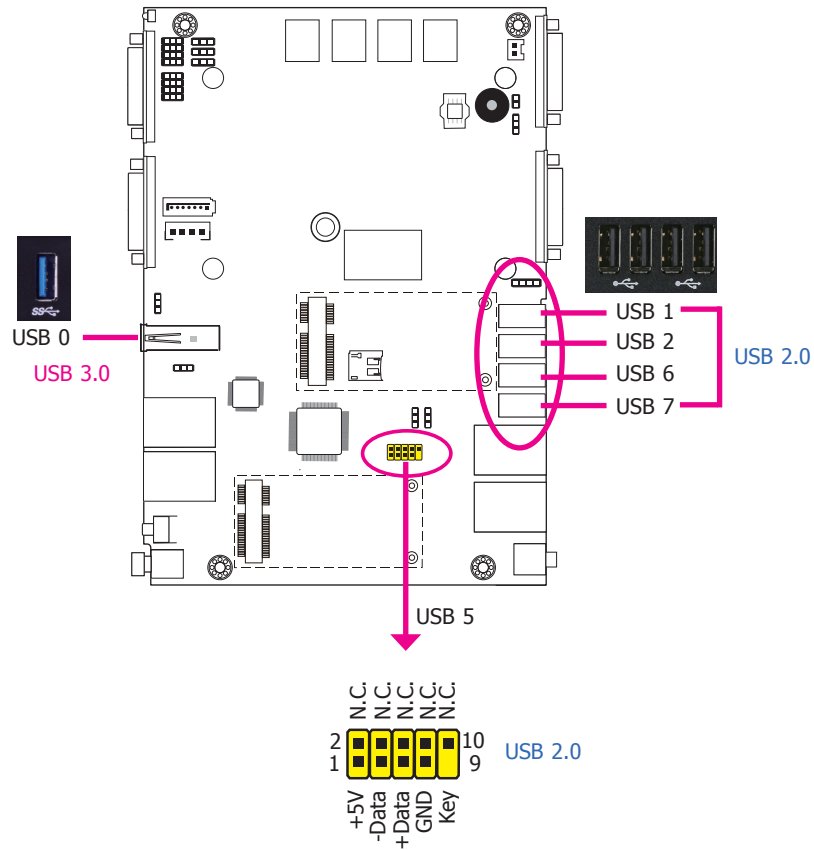 USB 0
USB 3.0
SS
USB 1
USB 2
USB 6
USB 7
USB 2.0
USB 5
N.C.
N.C.
N.C.
N.C.
N.C.
2
10
1
9
USB 2.0
+5V
-Data
+Data
GND
Key